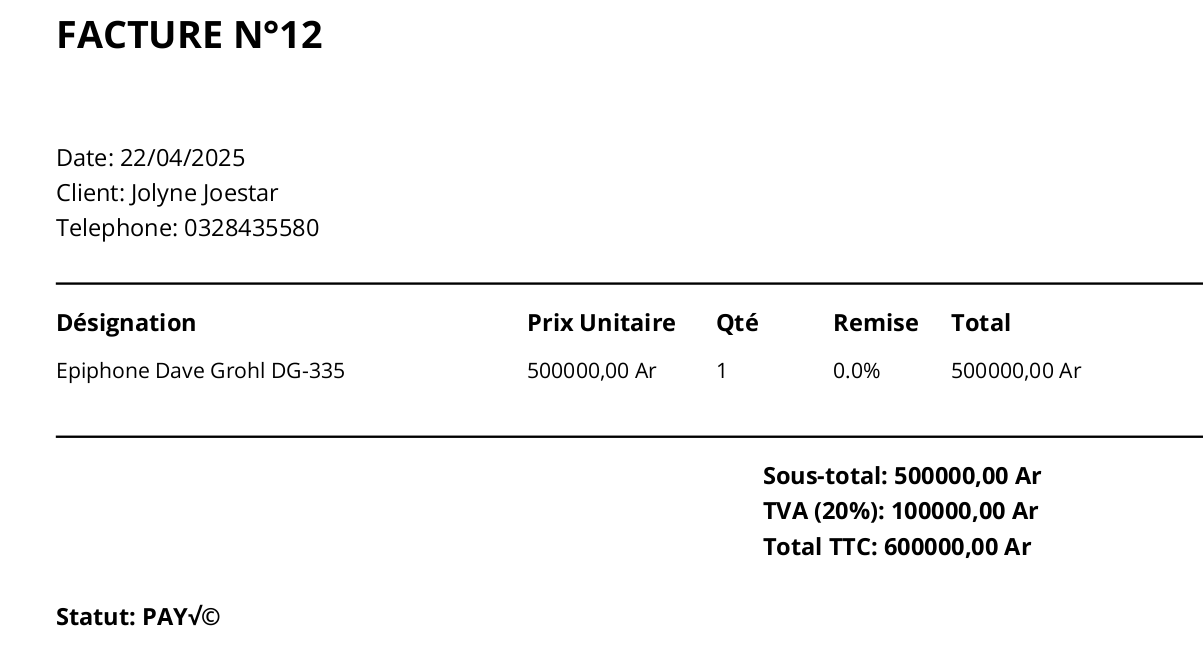 FACTURE N°12
Date: 22/04/2025
Client: Jolyne Joestar
Telephone: 0328435580
Désignation Prix Unitaire Qté Remise Total
Epiphone Dave Grohl DG-335 500000,00 Ar 1 0.0% 500000,00 Ar
Sous-total: 500000,00 Ar
TVA (20%): 100000,00 Ar
Total TTC: 600000,00 Ar
Statut: PAY√©